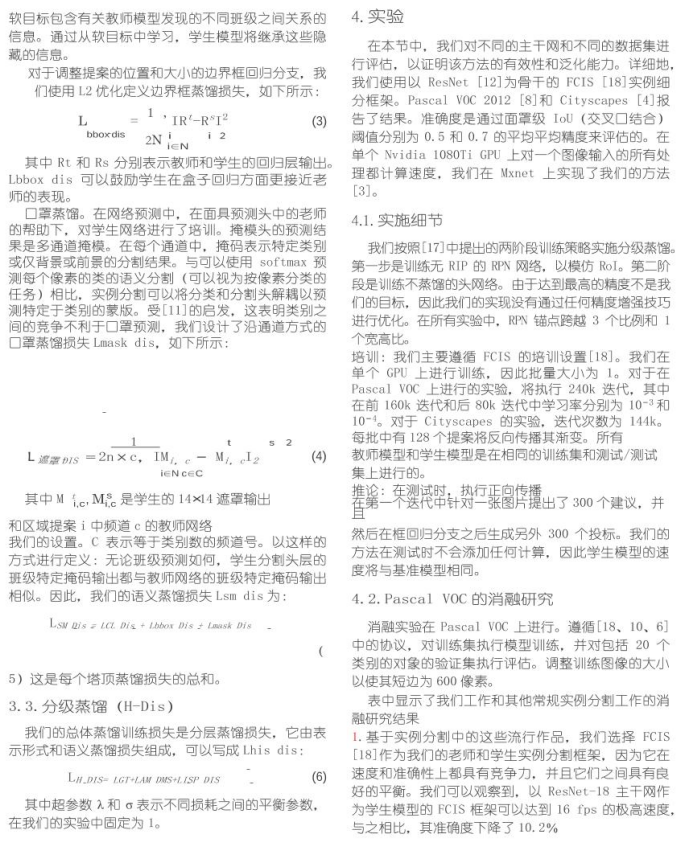 软目标包含有关教师模型发现的不同班级之间关系的
信息。通过从软目标中学习，学生模型将继承这些隐
藏的信息。
对于调整提案的位置和大小的边界框回归分支，我
们使用 L2 优化定义边界框蒸馏损失，如下所示：
L bboxdis = 1/2N i∈N , IRᵗi−RˢI² i 2 (3)
其中 Rt 和 Rs 分别表示教师和学生的回归层输出。
Lbbox dis 可以鼓励学生在盒子回归方面更接近老
师的表现。
口罩蒸馏。在网络预测中，在面具预测头中的老师
的帮助下，对学生网络进行了培训。掩模头的预测结
果是多通道掩模。在每个通道中，掩码表示特定类别
或仅背景或前景的分割结果。与可以使用 softmax 预
测每个像素的类的语义分割（可以视为按像素分类的
任务）相比，实例分割可以将分类和分割头解耦以预
测特定于类别的蒙版。受[11]的启发，这表明类别之
间的竞争不利于口罩预测，我们设计了沿通道方式的
口罩蒸馏损失 Lmask dis，如下所示：
L 遮罩DIS = 1/2n×c, i∈Nc∈C IMᵗi,c − Mˢi,cI²2 (4)
其中 M ᵗi,c, Mˢi,c 是学生的 14×14 遮罩输出
和区域提案 i 中频道 c 的教师网络
我们的设置。C 表示等于类别数的频道号。以这样的
方式进行定义：无论班级预测如何，学生分割头层的
班级特定掩码输出都与教师网络的班级特定掩码输出
相似。因此，我们的语义蒸馏损失 Lsm dis 为：
LSM Dis = LCL Dis + Lbbox Dis + Lmask Dis
(
5）这是每个塔顶蒸馏损失的总和。
3.3. 分级蒸馏 (H-Dis)
我们的总体蒸馏训练损失是分层蒸馏损失，它由表
示形式和语义蒸馏损失组成，可以写成 Lhis dis：
LH_DIS= LGT+LAM DMS+LISP DIS (6)
其中超参数 λ 和 σ 表示不同损耗之间的平衡参数，
在我们的实验中固定为 1。
4. 实验
在本节中，我们对不同的主干网和不同的数据集进
行评估，以证明该方法的有效性和泛化能力。详细地，
我们使用以 ResNet [12]为骨干的 FCIS [18]实例细
分框架。Pascal VOC 2012 [8]和 Cityscapes [4]报
告了结果。准确度是通过面罩级 IoU（交叉口结合）
阈值分别为 0.5 和 0.7 的平均平均精度来评估的。在
单个 Nvidia 1080Ti GPU 上对一个图像输入的所有处
理都计算速度，我们在 Mxnet 上实现了我们的方法
[3]。
4.1. 实施细节
我们按照[17]中提出的两阶段训练策略实施分级蒸馏。
第一步是训练无 RIP 的 RPN 网络，以模仿 RoI。第二阶
段是训练不蒸馏的头网络。由于达到最高的精度不是我
们的目标，因此我们的实现没有通过任何精度增强技巧
进行优化。在所有实验中，RPN 锚点跨越 3 个比例和 1
个宽高比。
培训：我们主要遵循 FCIS 的培训设置[18]。我们在
单个 GPU 上进行训练，因此批量大小为 1。对于在
Pascal VOC 上进行的实验，将执行 240k 迭代，其中
在前 160k 迭代和后 80k 迭代中学习率分别为 10⁻³ 和
10⁻⁴。对于 Cityscapes 的实验，迭代次数为 144k。
每批中有 128 个提案将反向传播其渐变。所有
教师模型和学生模型是在相同的训练集和测试/测试
集上进行的。
推论：在测试时，执行正向传播
在第一个迭代中针对一张图片提出了 300 个建议，并
且
然后在框回归分支之后生成另外 300 个投标。我们的
方法在测试时不会添加任何计算，因此学生模型的速
度将与基准模型相同。
4.2. Pascal VOC 的消融研究
消融实验在 Pascal VOC 上进行。遵循[18、10、6]
中的协议，对训练集执行模型训练，并对包括 20 个
类别的对象的验证集执行评估。调整训练图像的大小
以使其短边为 600 像素。
表中显示了我们工作和其他常规实例分割工作的消
融研究结果
1. 基于实例分割中的这些流行作品，我们选择 FCIS
[18]作为我们的老师和学生实例分割框架，因为它在
速度和准确性上都具有竞争力，并且它们之间具有良
好的平衡。我们可以观察到，以 ResNet-18 主干网作
为学生模型的 FCIS 框架可以达到 16 fps 的极高速度，
与之相比，其准确度下降了 10.2%